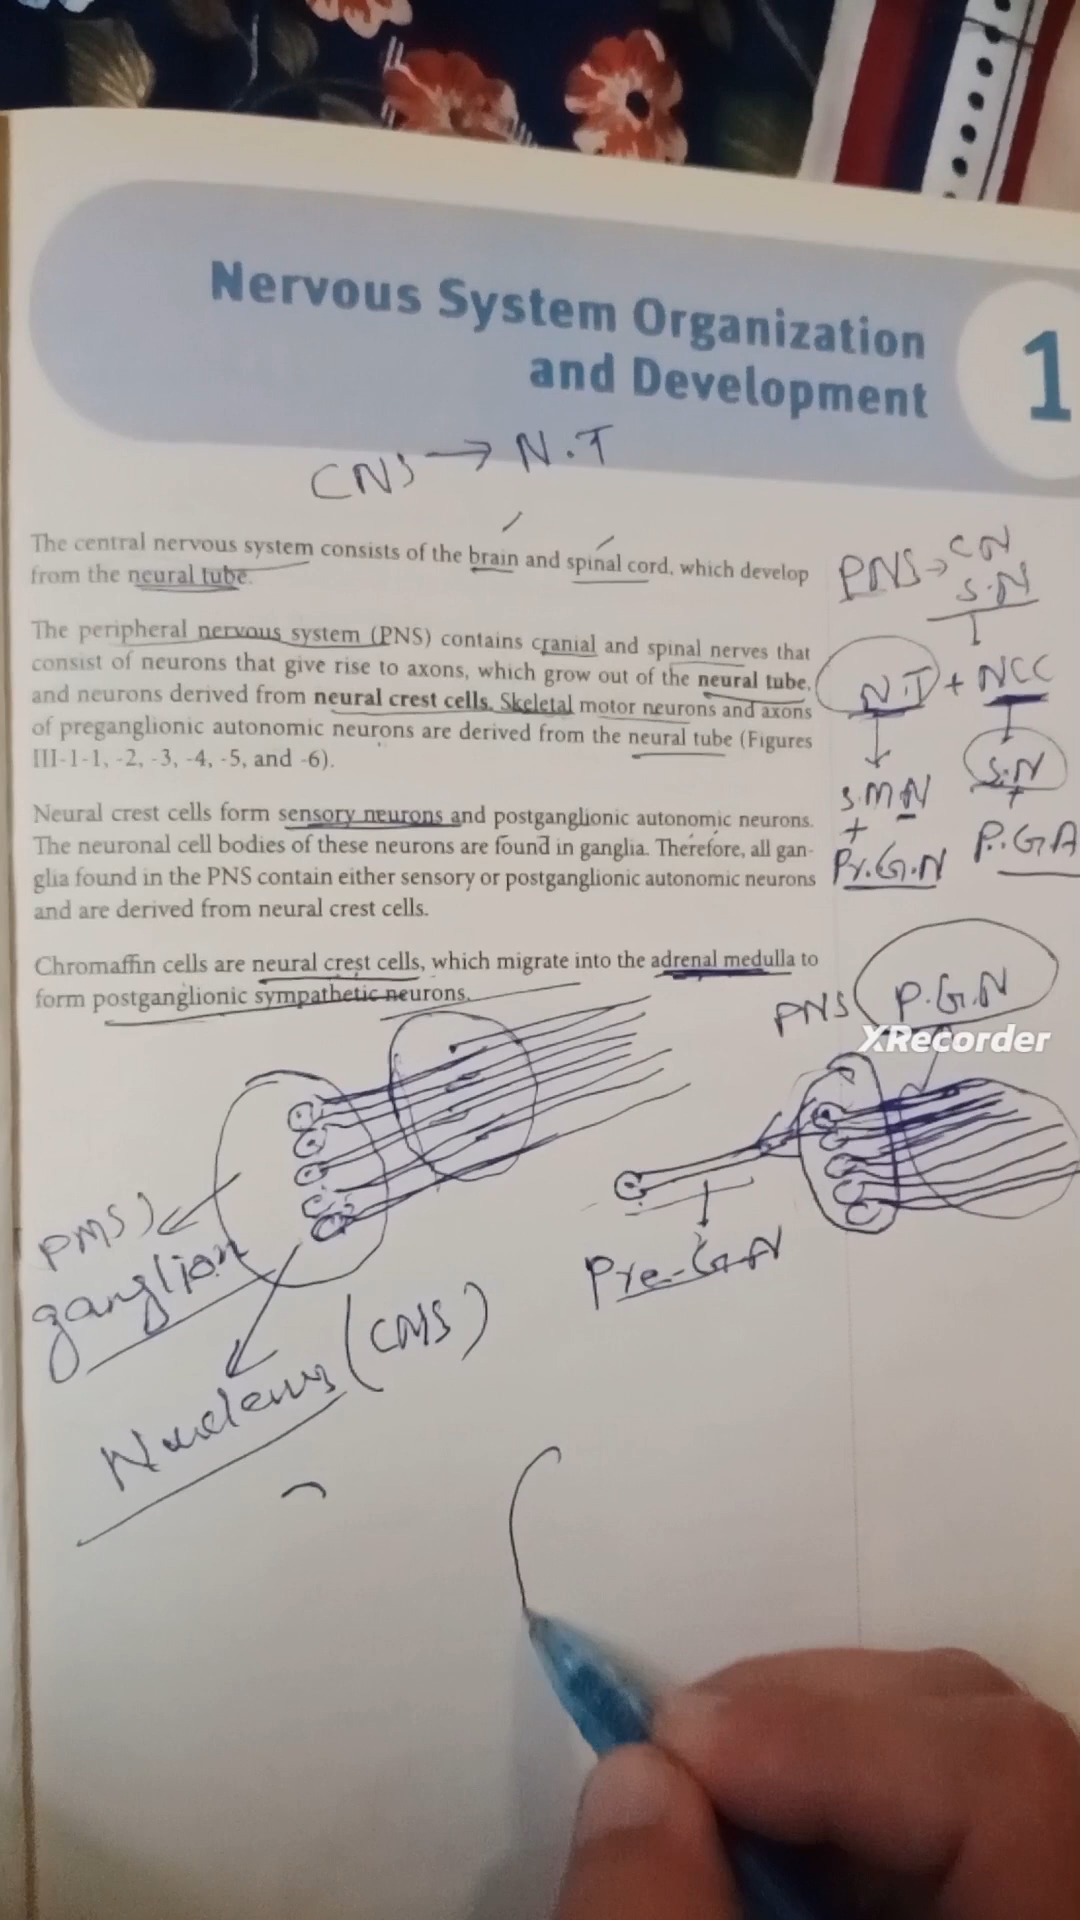 Nervous System Organization
and Development
1
CNS → N.T
The central nervous system consists of the brain and spinal cord, which develop
from the neural tube.
The peripheral nervous system (PNS) contains cranial and spinal nerves that
consist of neurons that give rise to axons, which grow out of the neural tube,
and neurons derived from neural crest cells. Skeletal motor neurons and axons
of preganglionic autonomic neurons are derived from the neural tube (Figures
III-1-1, -2, -3, -4, -5, and -6).
Neural crest cells form sensory neurons and postganglionic autonomic neurons.
The neuronal cell bodies of these neurons are found in ganglia. Therefore, all gan-
glia found in the PNS contain either sensory or postganglionic autonomic neurons
and are derived from neural crest cells.
Chromaffin cells are neural crest cells, which migrate into the adrenal medulla to
form postganglionic sympathetic neurons.
PNS → CN
S.N
N.T + NCC
S.M N
+
Pr.G.N
S.N
+
P.GA
PNS P.G.N
XRecorder
Pre-G-N
PNS)
ganglion
Nucleus (CNS)